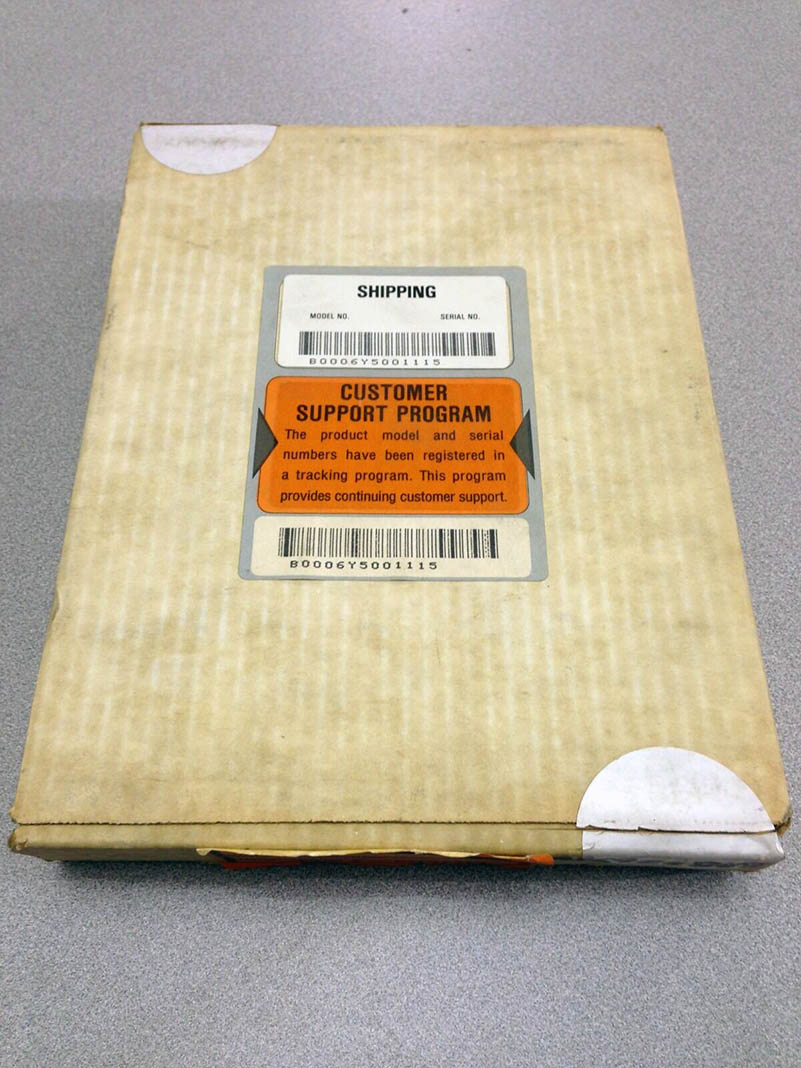 SHIPPING
MODEL NO. SERIAL NO.
B0006Y5001115
CUSTOMER
SUPPORT PROGRAM
The product model and serial
numbers have been registered in
a tracking program. This program
provides continuing customer support.
B0006Y5001115